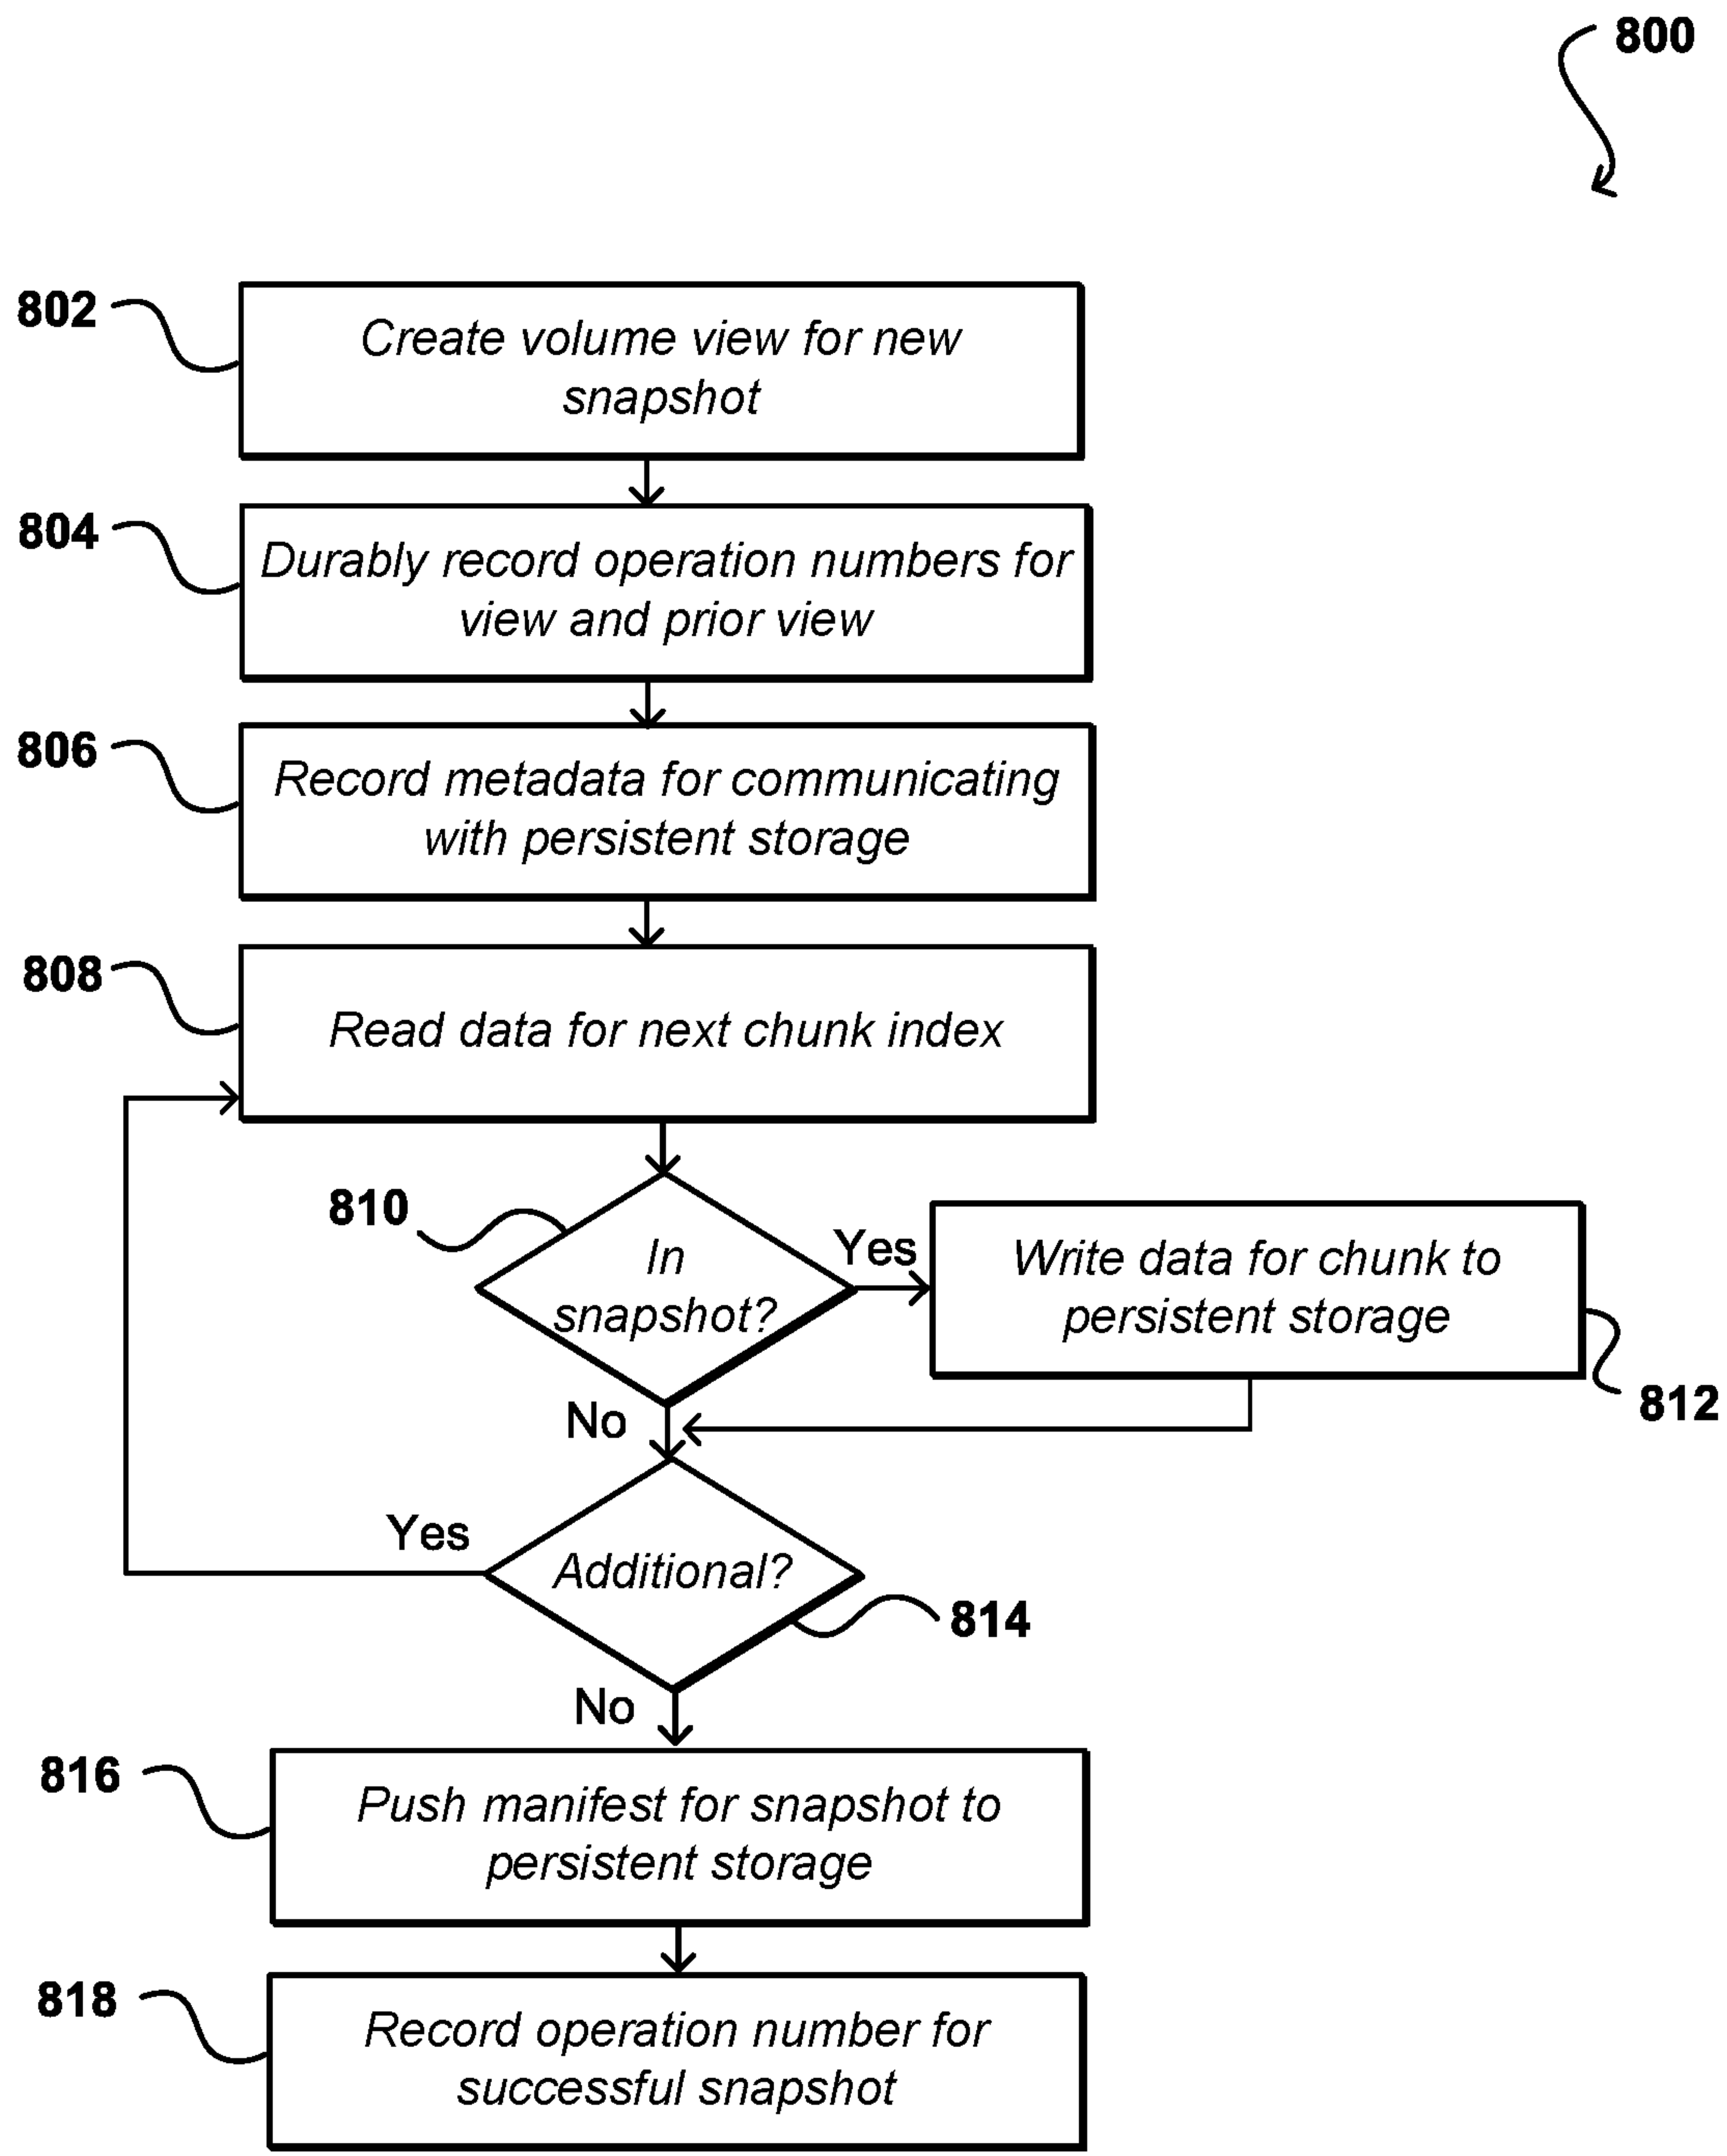 800
802
Create volume view for new
snapshot
804
Durably record operation numbers for
view and prior view
806
Record metadata for communicating
with persistent storage
808
Read data for next chunk index
810
In
snapshot?
Yes
Write data for chunk to
persistent storage
812
No
Yes
Additional?
814
No
816
Push manifest for snapshot to
persistent storage
818
Record operation number for
successful snapshot